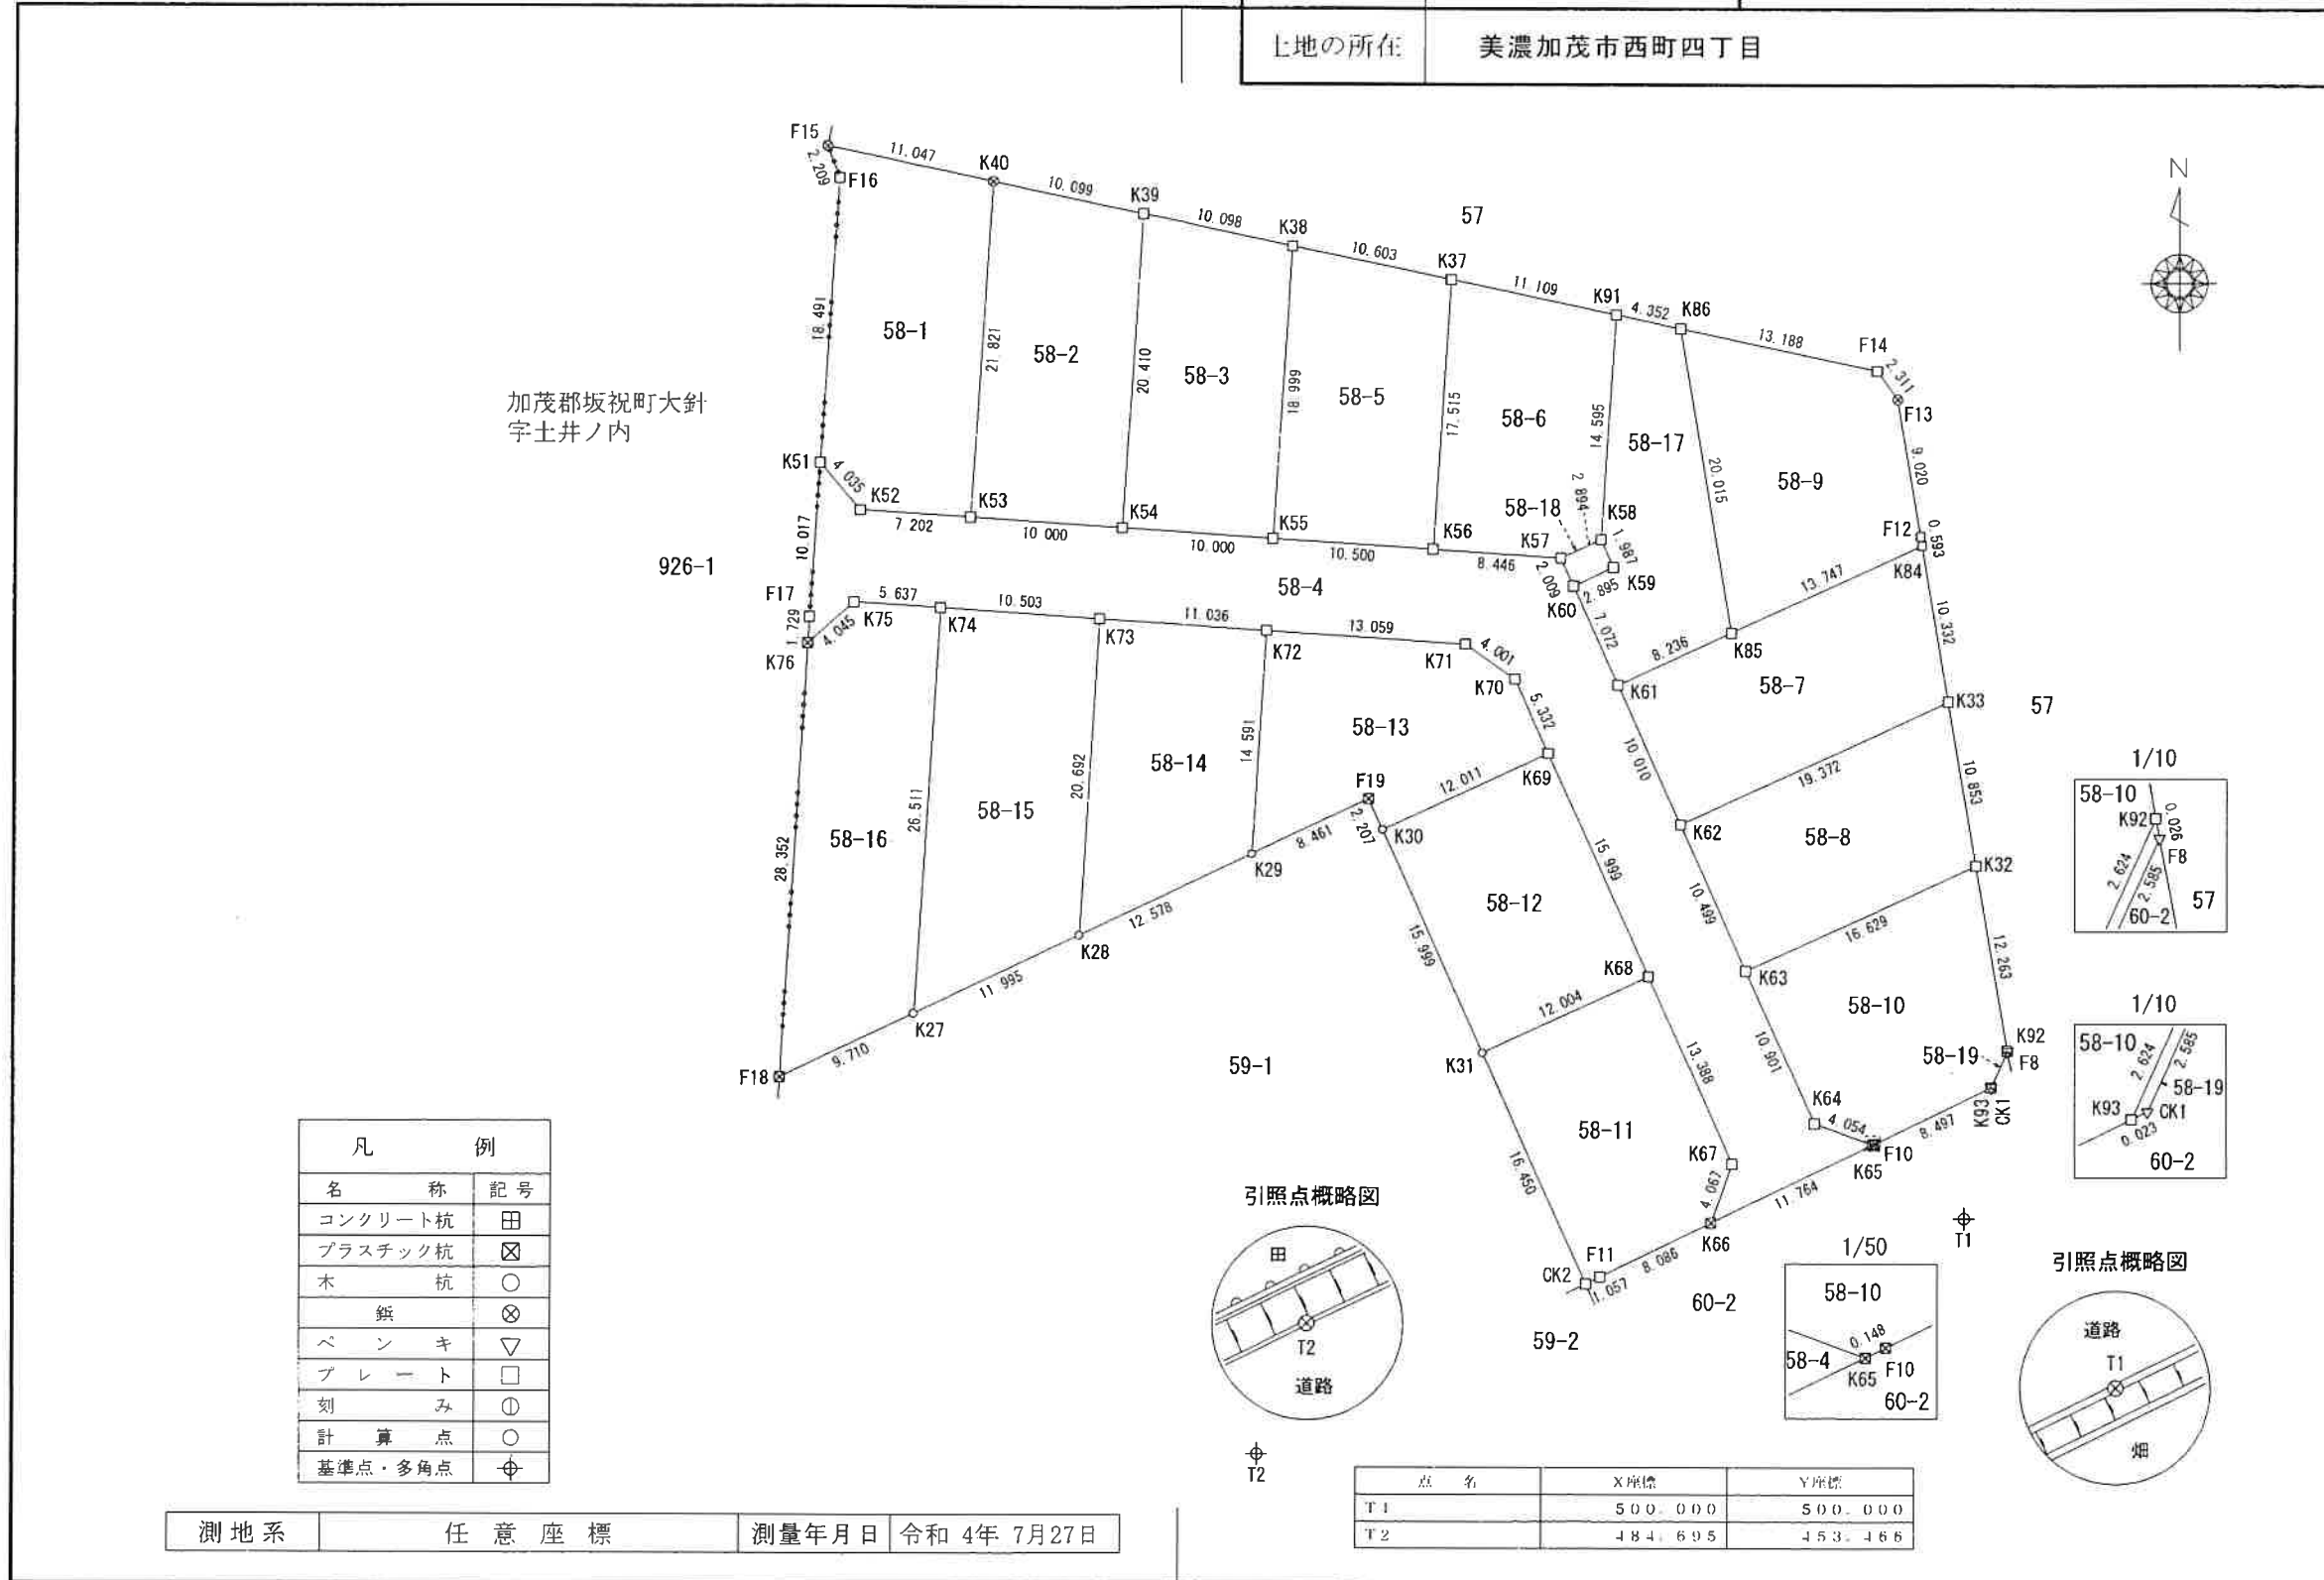 土地の所在
美濃加茂市西町四丁目
F15
11.047
K40
2.209
F16
10.099
K39
10.098
K38
57
10.603
K37
11.109
K91
4.352
K86
13.188
F14
2.311
F13
N
18.491
58-1
21.821
58-2
20.410
58-3
18.999
58-5
17.515
58-6
14.595
58-17
20.015
58-9
9.020
加茂郡坂祝町大針
字土井ノ内
K51
4.035
K52
7.202
K53
10.000
K54
10.000
K55
10.500
K56
8.446
K57
58-18
2.894
K58
1.987
K59
2.009
2.895
K60
F12
0.593
K84
13.747
10.017
926-1
58-4
F17
1.729
K76
4.045
5.637
K75
K74
10.503
K73
11.036
K72
13.059
K71
4.001
K70
5.332
7.072
K61
8.236
K85
58-7
10.332
K33
57
58-13
58-14
14.591
20.692
58-15
26.511
58-16
28.352
F19
2.207
K30
12.011
K69
10.010
19.372
K62
58-8
10.853
K32
8.461
K29
12.578
K28
11.995
K27
9.710
F18
58-12
15.999
15.999
10.499
16.629
K63
K68
12.004
K31
59-1
58-10
12.263
K92
F8
58-19
10.901
K64
4.054
F10
K65
8.497
K93
CK1
13.388
58-11
16.450
K67
4.067
K66
11.764
8.086
F11
CK2
1.057
60-2
59-2
T1
1/10
58-10
K92
0.026
F8
2.624
2.585
60-2
57
1/10
58-10
2.624
2.585
58-19
K93
CK1
0.023
60-2
1/50
58-10
0.148
58-4
F10
K65
60-2
引照点概略図
田
T2
道路
T2
引照点概略図
道路
T1
畑
凡 例
名 称 記号
コンクリート杭
プラスチック杭
木 杭
鋲
ペンキ
プレート
刻み
計算点
基準点・多角点
点名 X座標 Y座標
T1 500.000 500.000
T2 484.695 453.466
測地系 任意座標 測量年月日 令和 4年 7月27日